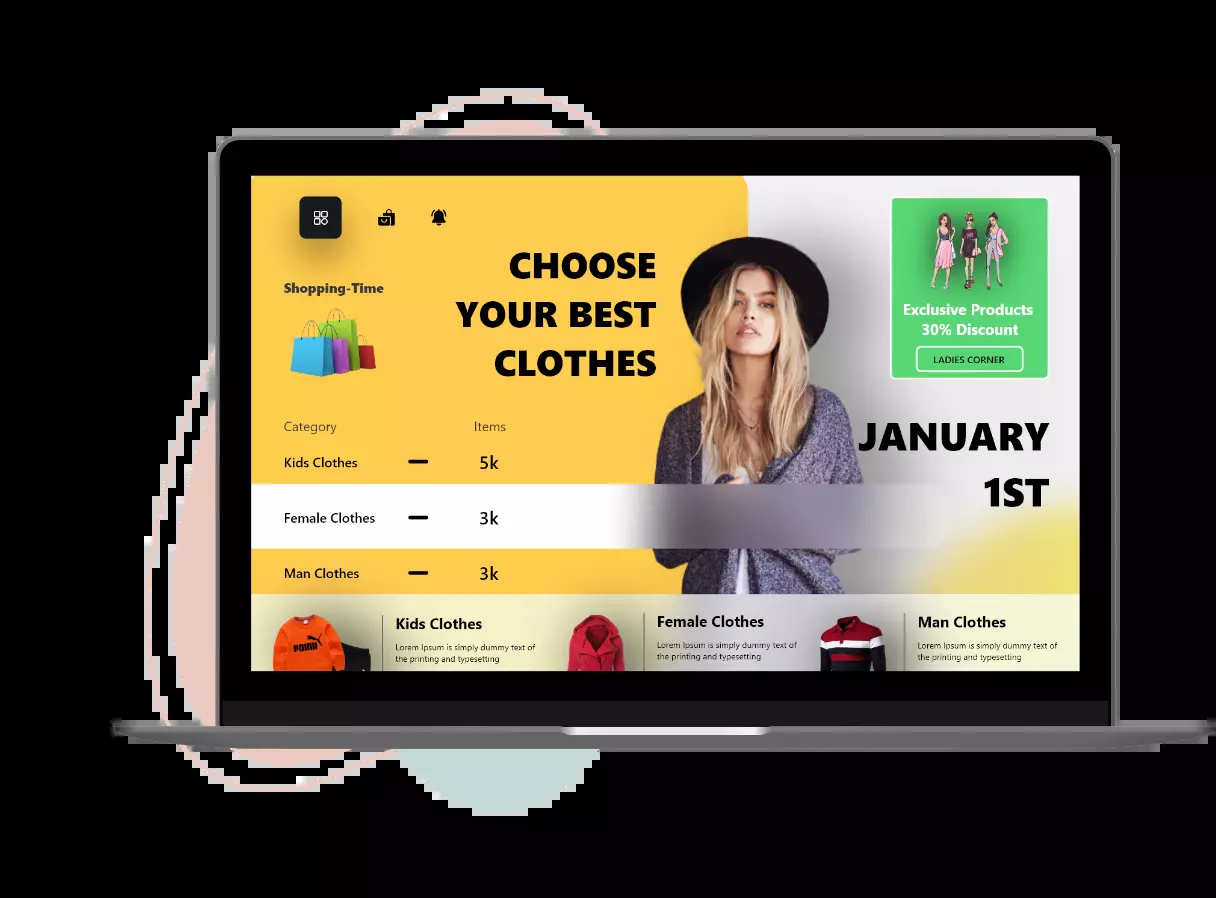 Shopping-Time
CHOOSE
YOUR BEST
CLOTHES
Exclusive Products
30% Discount
LADIES CORNER
JANUARY
1ST
Category Items
Kids Clothes 5k
Female Clothes 3k
Man Clothes 3k
PUMA
Kids Clothes
Lorem Ipsum is simply dummy text of
the printing and typesetting
Female Clothes
Lorem Ipsum is simply dummy text of
the printing and typesetting
Man Clothes
Lorem Ipsum is simply dummy text of
the printing and typesetting